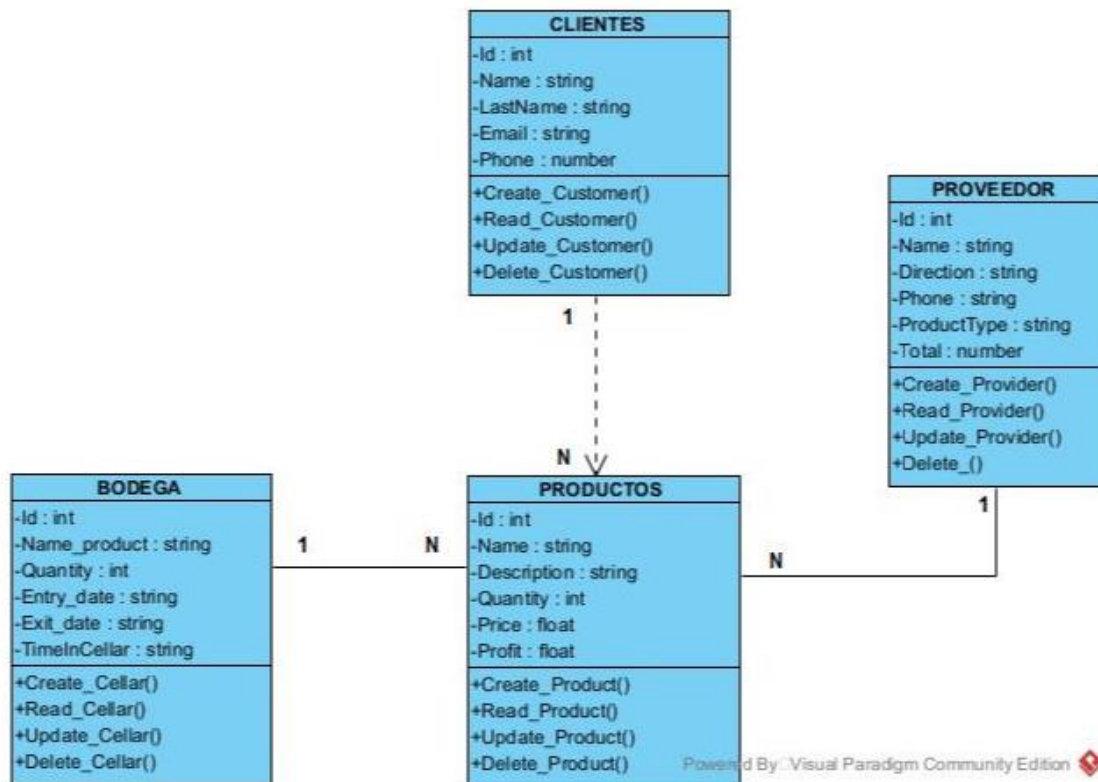 CLIENTES
-Id : int
-Name : string
-LastName : string
-Email : string
-Phone : number
+Create_Customer()
+Read_Customer()
+Update_Customer()
+Delete_Customer()
1
N
PROVEEDOR
-Id : int
-Name : string
-Direction : string
-Phone : string
-ProductType : string
-Total : number
+Create_Provider()
+Read_Provider()
+Update_Provider()
+Delete_()
1
N
BODEGA
-Id : int
-Name_product : string
-Quantity : int
-Entry_date : string
-Exit_date : string
-TimeInCellar : string
+Create_Cellar()
+Read_Cellar()
+Update_Cellar()
+Delete_Cellar()
1
N
PRODUCTOS
-Id : int
-Name : string
-Description : string
-Quantity : int
-Price : float
-Profit : float
+Create_Product()
+Read_Product()
+Update_Product()
+Delete_Product()
Powered By Visual Paradigm Community Edition